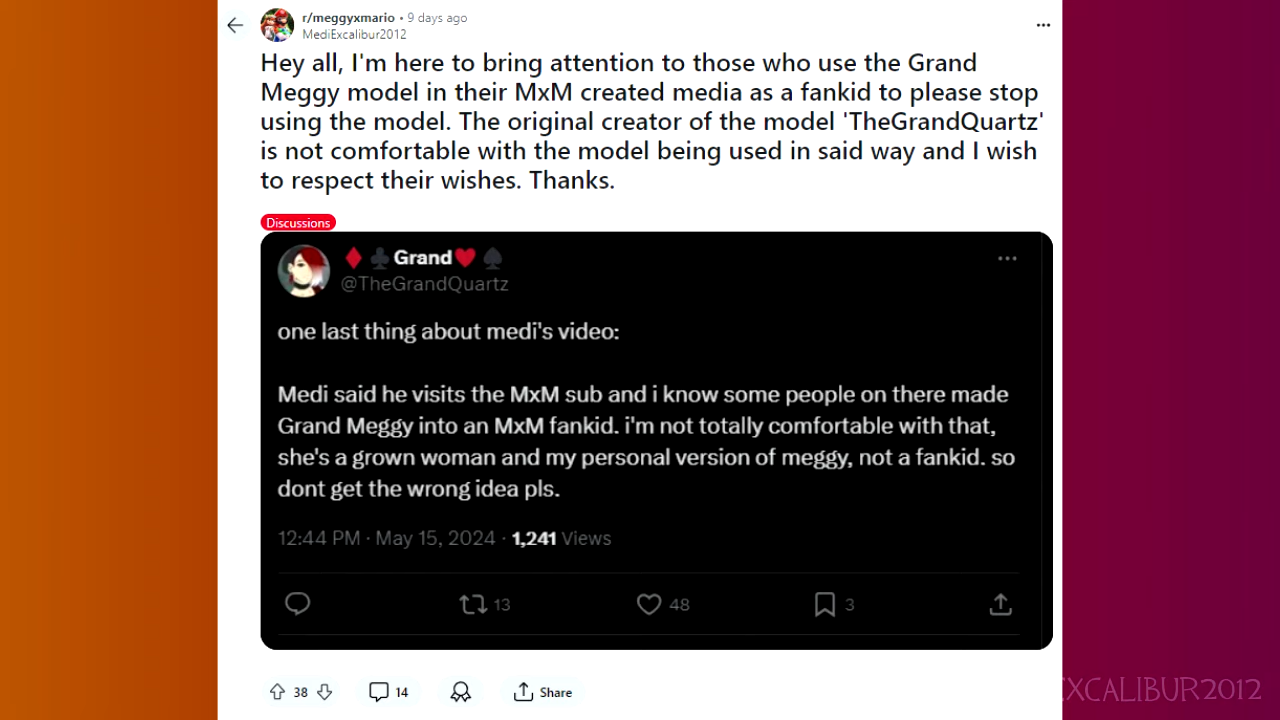 r/meggyxmario • 9 days ago
MediExcalibur2012
Hey all, I'm here to bring attention to those who use the Grand
Meggy model in their MxM created media as a fankid to please stop
using the model. The original creator of the model 'TheGrandQuartz'
is not comfortable with the model being used in said way and I wish
to respect their wishes. Thanks.
Discussions
♦️♣️Grand♥️♠️
@TheGrandQuartz
one last thing about medi's video:
Medi said he visits the MxM sub and i know some people on there made
Grand Meggy into an MxM fankid. i'm not totally comfortable with that,
she's a grown woman and my personal version of meggy, not a fankid. so
dont get the wrong idea pls.
12:44 PM · May 15, 2024 · 1,241 Views
13 48 3
38 14 Share
EXCALIBUR2012